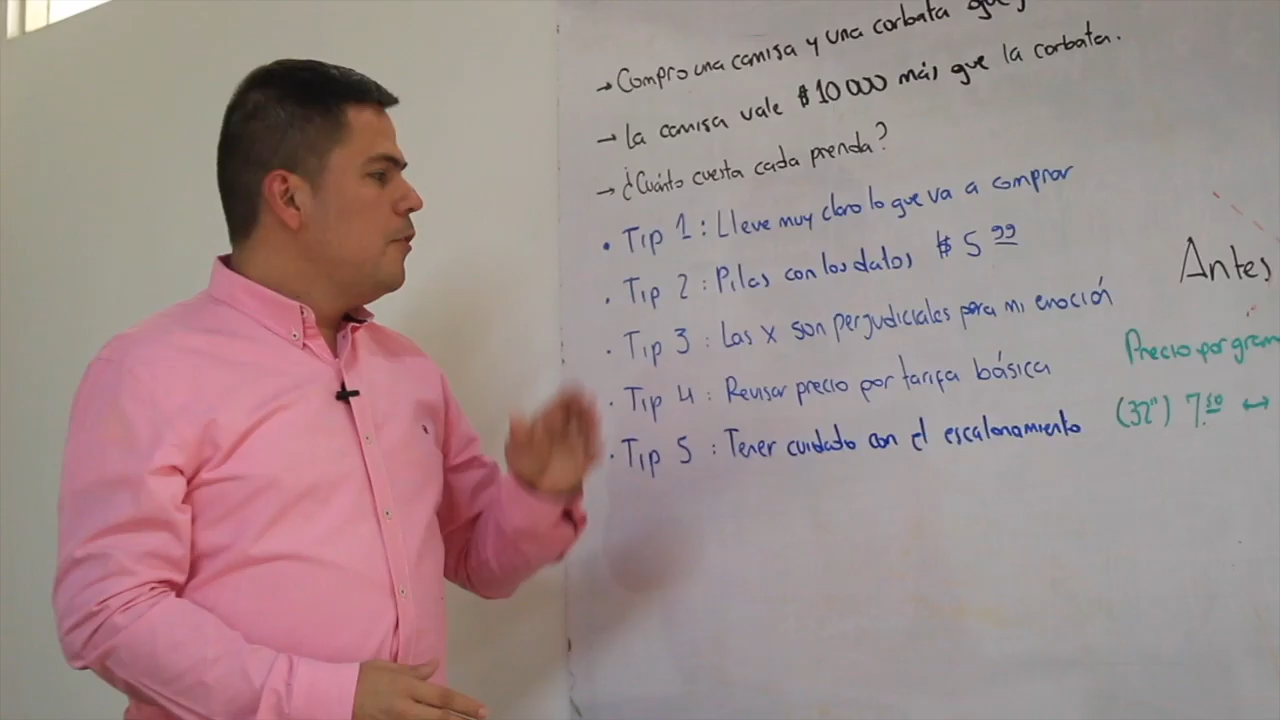 → Compro una camisa y una corbata
→ La camisa vale $10 000 más que la corbata.
→ ¿Cuánto cuesta cada prenda?
• Tip 1: Lleve muy claro lo que va a comprar
• Tip 2: Pilas con los datos $ 5 99
• Tip 3: Las x son perjudiciales para mi emoción
• Tip 4: Revisar precio por tarifa básica
• Tip 5: Tener cuidado con el escalonamiento
Antes
Precio por gram
(32") 7.50 ↔